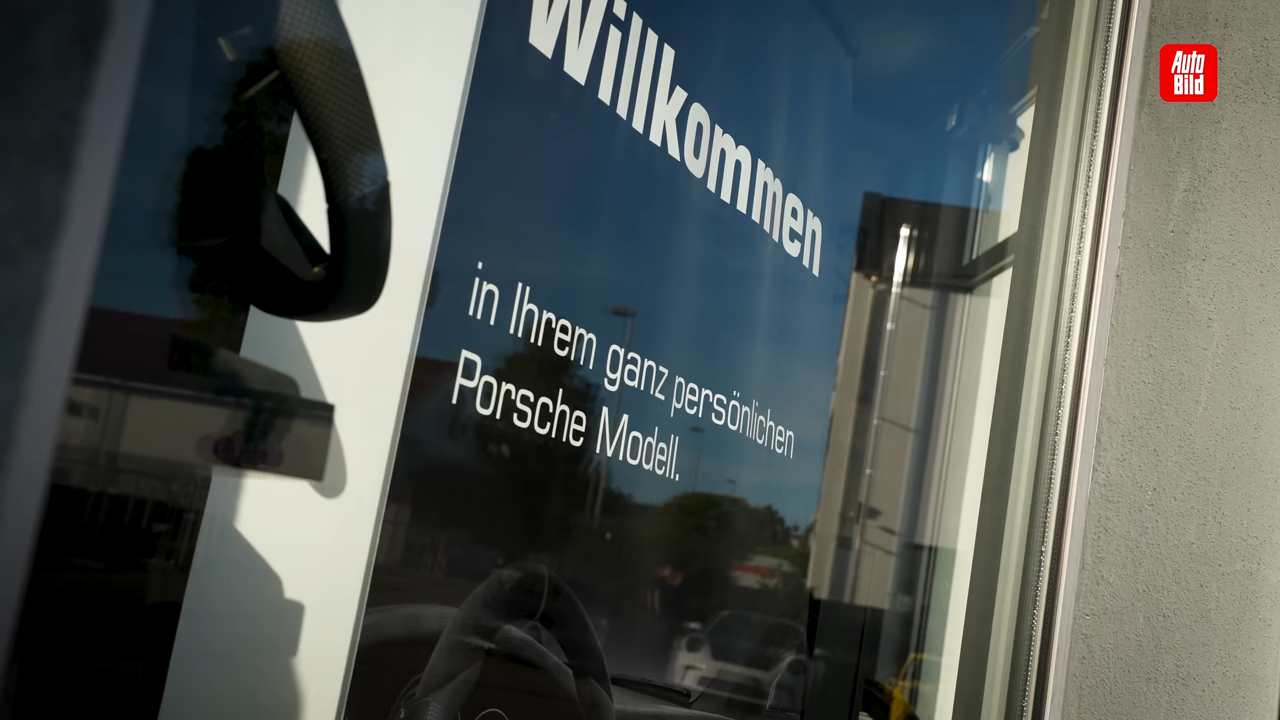 Willkommen
in Ihrem ganz persönlichen
Porsche Modell.
Auto
Bild